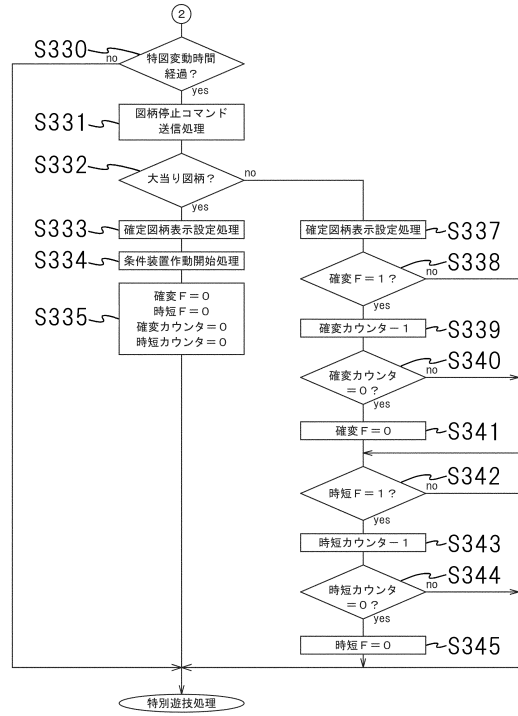 2
S330
no
特図変動時間
経過？
yes
S331
図柄停止コマンド
送信処理
S332
大当り図柄？
no
yes
S333
確定図柄表示設定処理
S334
条件装置作動開始処理
S335
確変F＝0
時短F＝0
確変カウンタ＝0
時短カウンタ＝0
確定図柄表示設定処理
S337
確変F＝1？
S338
no
yes
確変カウンタ－1
S339
確変カウンタ
＝0？
S340
no
yes
確変F＝0
S341
時短F＝1？
S342
no
yes
時短カウンタ－1
S343
時短カウンタ
＝0？
S344
no
yes
時短F＝0
S345
特別遊技処理